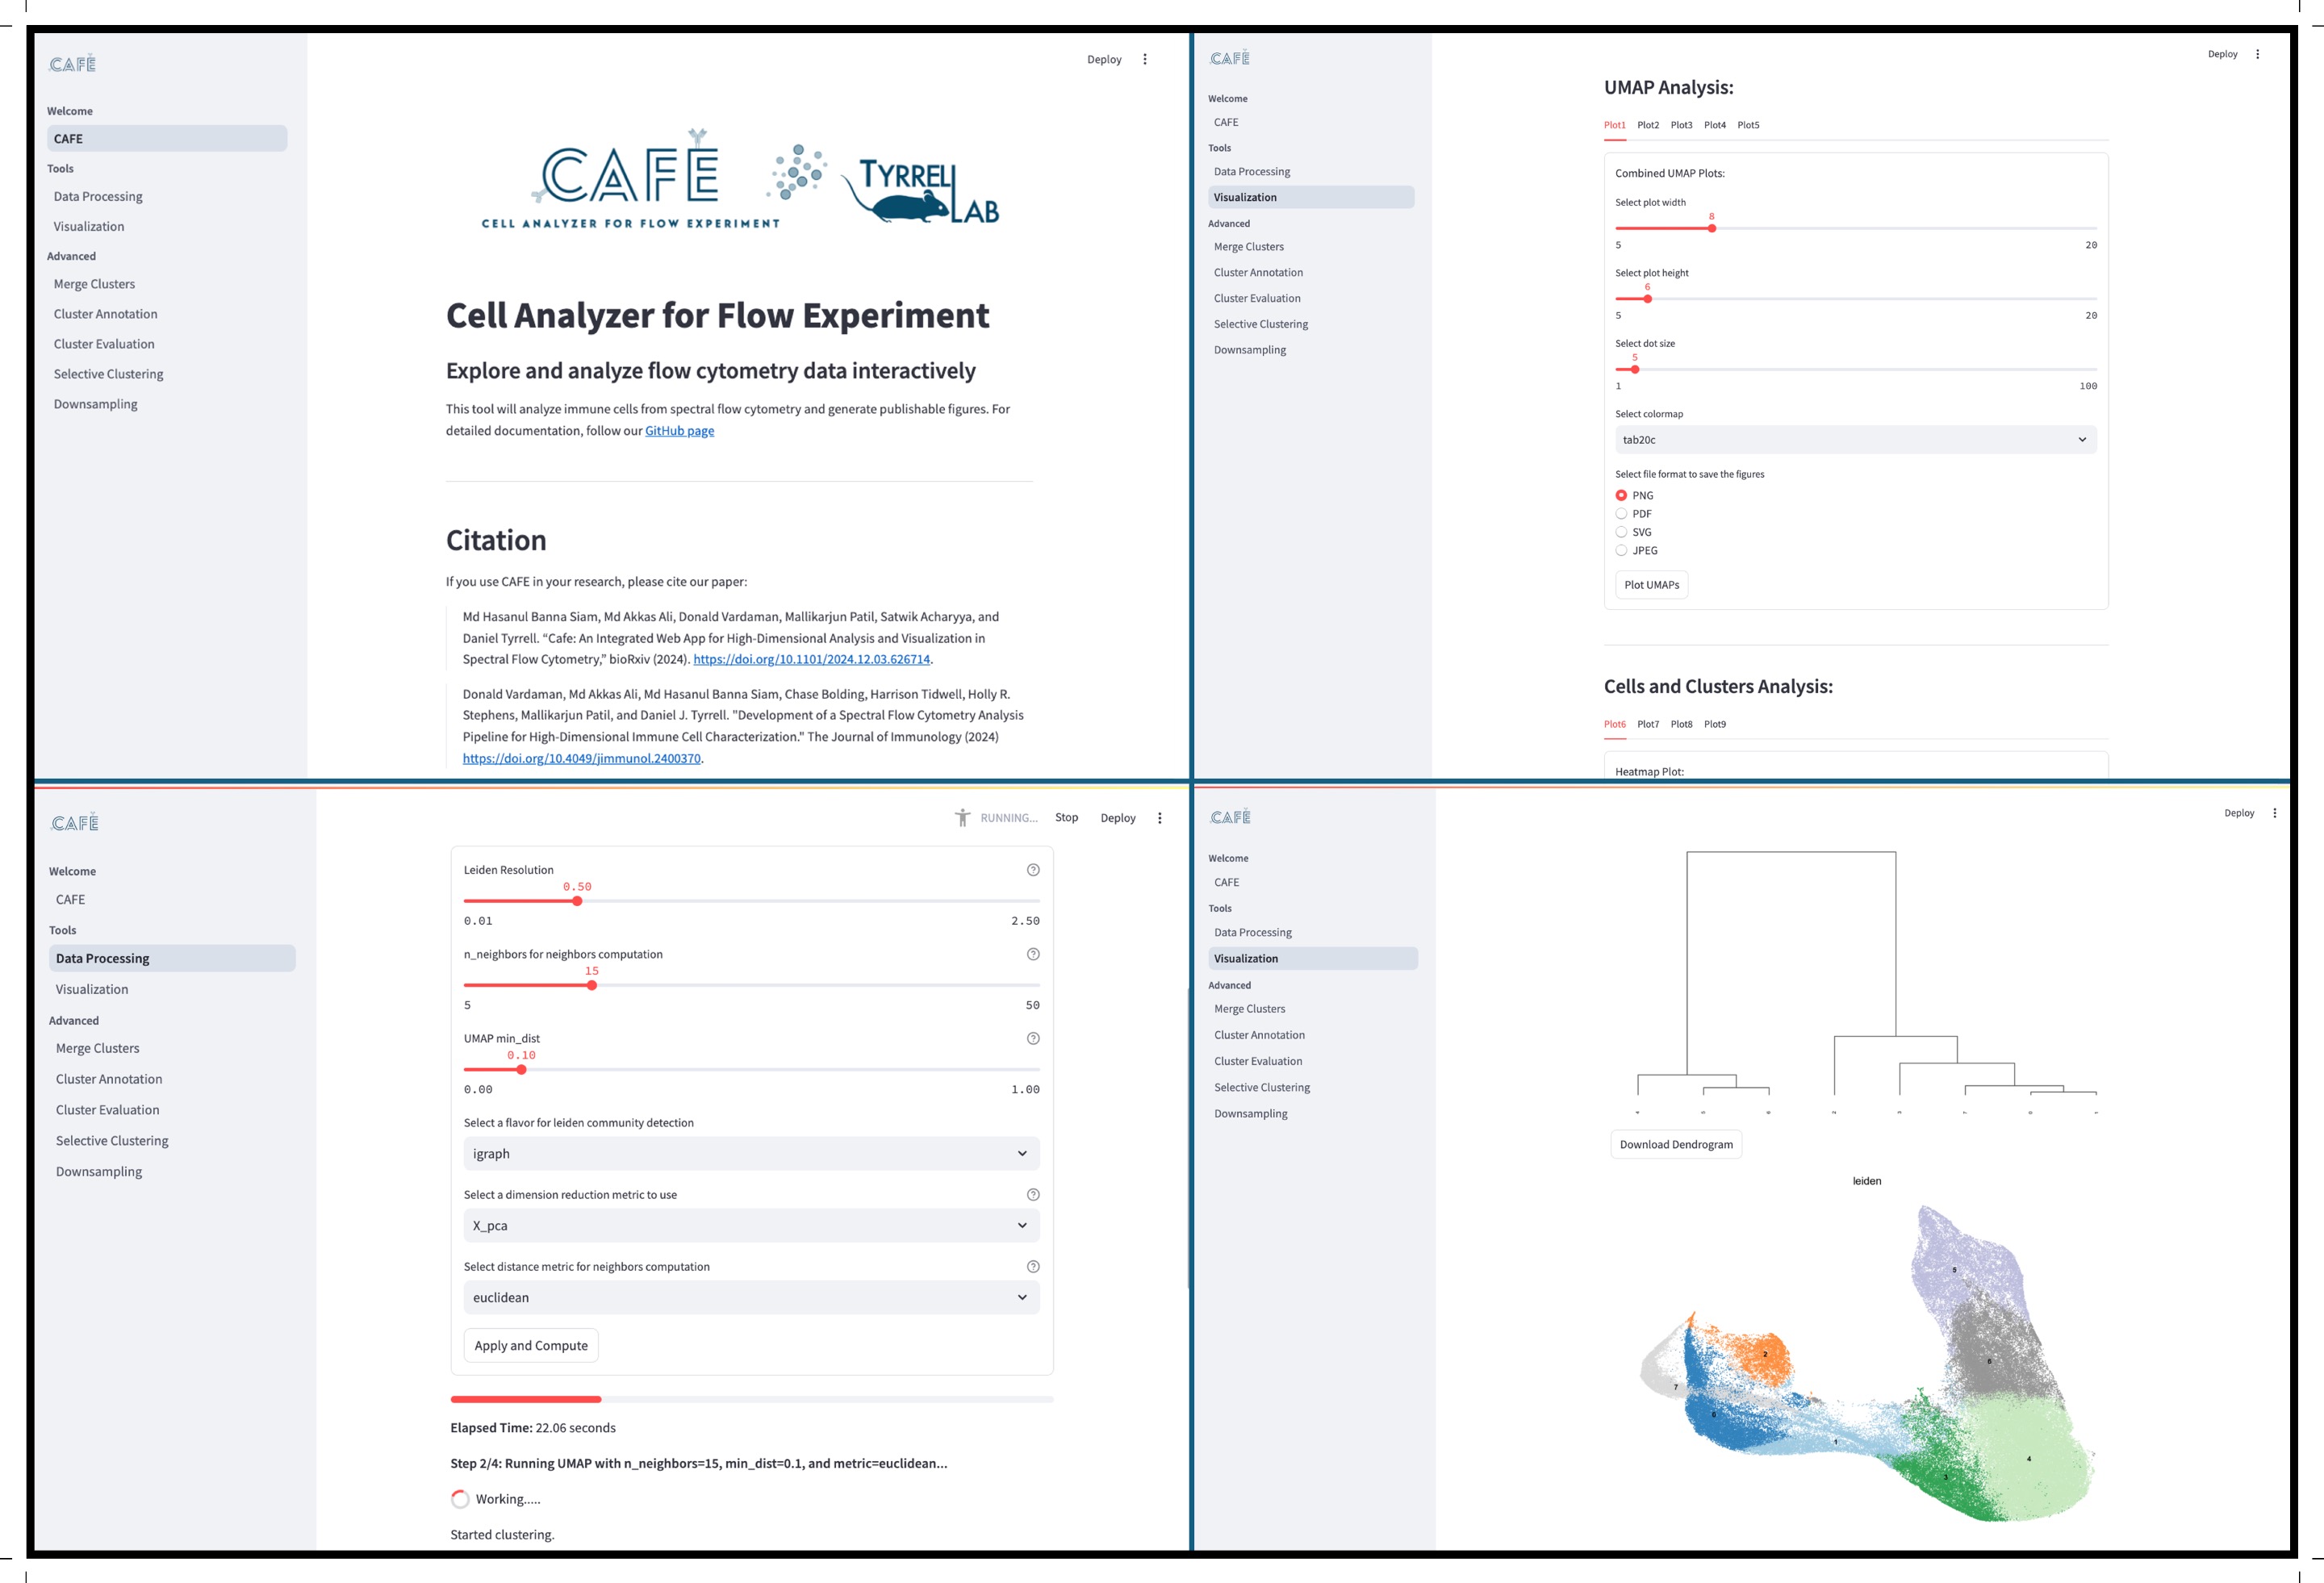 CAFE
Welcome
CAFE
Tools
Data Processing
Visualization
Advanced
Merge Clusters
Cluster Annotation
Cluster Evaluation
Selective Clustering
Downsampling
Deploy
CAFE
CELL ANALYZER FOR FLOW EXPERIMENT
TYRRELL
LAB
Cell Analyzer for Flow Experiment
Explore and analyze flow cytometry data interactively
This tool will analyze immune cells from spectral flow cytometry and generate publishable figures. For
detailed documentation, follow our GitHub page
Citation
If you use CAFE in your research, please cite our paper:
Md Hasanul Banna Siam, Md Akkas Ali, Donald Vardaman, Mallikarjun Patil, Satwik Acharyya, and
Daniel Tyrrell. “Cafe: An Integrated Web App for High-Dimensional Analysis and Visualization in
Spectral Flow Cytometry,” bioRxiv (2024). https://doi.org/10.1101/2024.12.03.626714.
Donald Vardaman, Md Akkas Ali, Md Hasanul Banna Siam, Chase Bolding, Harrison Tidwell, Holly R.
Stephens, Mallikarjun Patil, and Daniel J. Tyrrell. "Development of a Spectral Flow Cytometry Analysis
Pipeline for High-Dimensional Immune Cell Characterization." The Journal of Immunology (2024)
https://doi.org/10.4049/jimmunol.2400370.
CAFE
Welcome
CAFE
Tools
Data Processing
Visualization
Advanced
Merge Clusters
Cluster Annotation
Cluster Evaluation
Selective Clustering
Downsampling
Deploy
UMAP Analysis:
Plot1 Plot2 Plot3 Plot4 Plot5
Combined UMAP Plots:
Select plot width
8
5 20
Select plot height
6
5 20
Select dot size
5
1 100
Select colormap
tab20c
Select file format to save the figures
PNG
PDF
SVG
JPEG
Plot UMAPs
Cells and Clusters Analysis:
Plot6 Plot7 Plot8 Plot9
Heatmap Plot:
CAFE
Welcome
CAFE
Tools
Data Processing
Visualization
Advanced
Merge Clusters
Cluster Annotation
Cluster Evaluation
Selective Clustering
Downsampling
RUNNING... Stop Deploy
Leiden Resolution
0.50
0.01 2.50
n_neighbors for neighbors computation
15
5 50
UMAP min_dist
0.10
0.00 1.00
Select a flavor for leiden community detection
igraph
Select a dimension reduction metric to use
X_pca
Select distance metric for neighbors computation
euclidean
Apply and Compute
Elapsed Time: 22.06 seconds
Step 2/4: Running UMAP with n_neighbors=15, min_dist=0.1, and metric=euclidean...
Working.....
Started clustering.
CAFE
Welcome
CAFE
Tools
Data Processing
Visualization
Advanced
Merge Clusters
Cluster Annotation
Cluster Evaluation
Selective Clustering
Downsampling
Deploy
Download Dendrogram
leiden
5
2
6
7
0
1
4
3